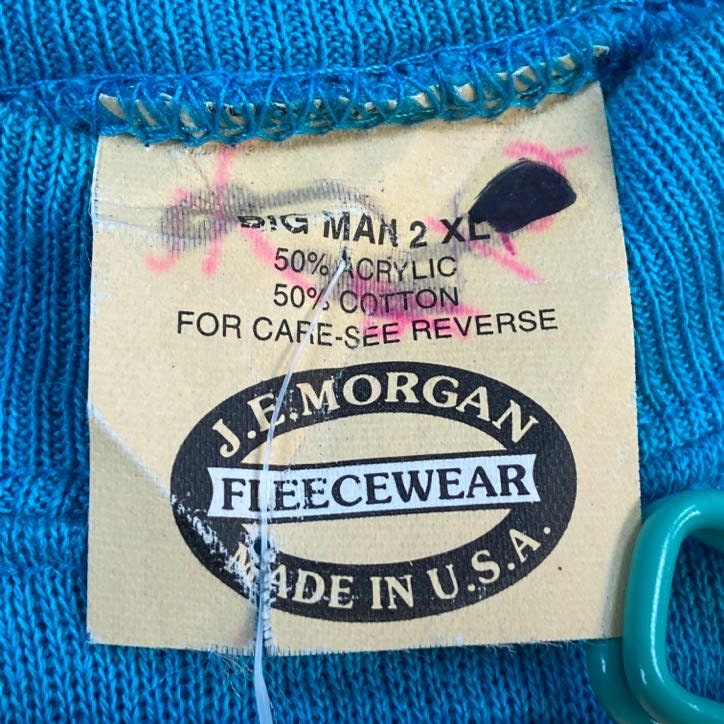 BIG MAN 2 XL
50% ACRYLIC
50% COTTON
FOR CARE-SEE REVERSE
J.E. MORGAN
FLEECEWEAR
MADE IN U.S.A.